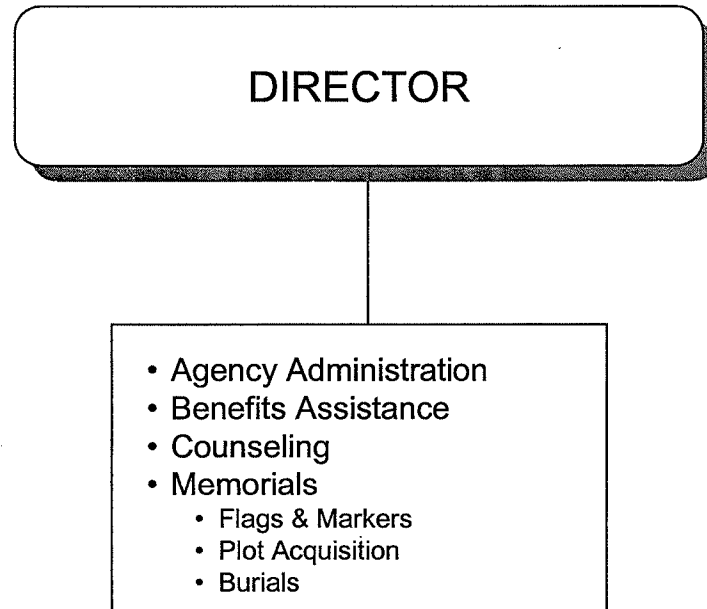 DIRECTOR
• Agency Administration
• Benefits Assistance
• Counseling
• Memorials
• Flags & Markers
• Plot Acquisition
• Burials